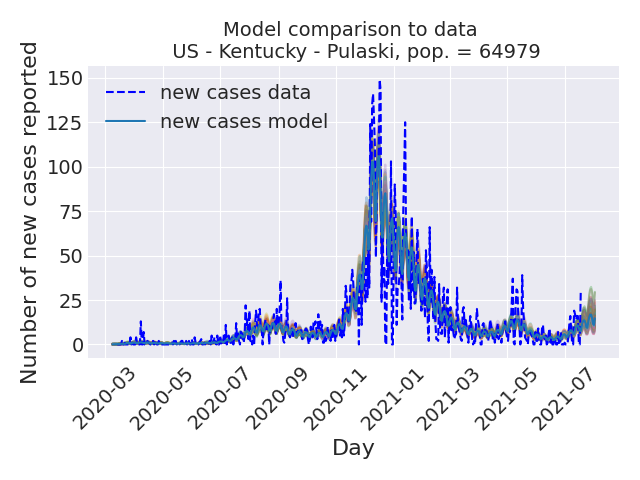 Model comparison to data
US - Kentucky - Pulaski, pop. = 64979
Number of new cases reported
150
125
100
75
50
25
0
new cases data
new cases model
2020-03
2020-05
2020-07
2020-09
2020-11
2021-01
2021-03
2021-05
2021-07
Day